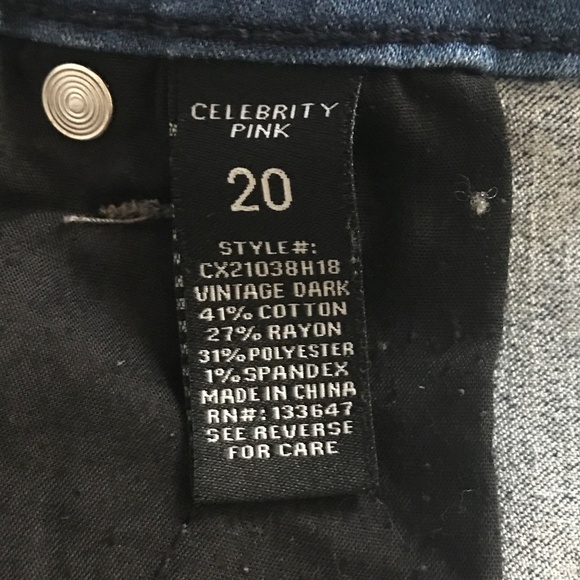 CELEBRITY
PINK
20
STYLE#:
CX21038H18
VINTAGE DARK
41% COTTON
27% RAYON
31% POLYESTER
1% SPANDEX
MADE IN CHINA
RN#: 133647
SEE REVERSE
FOR CARE